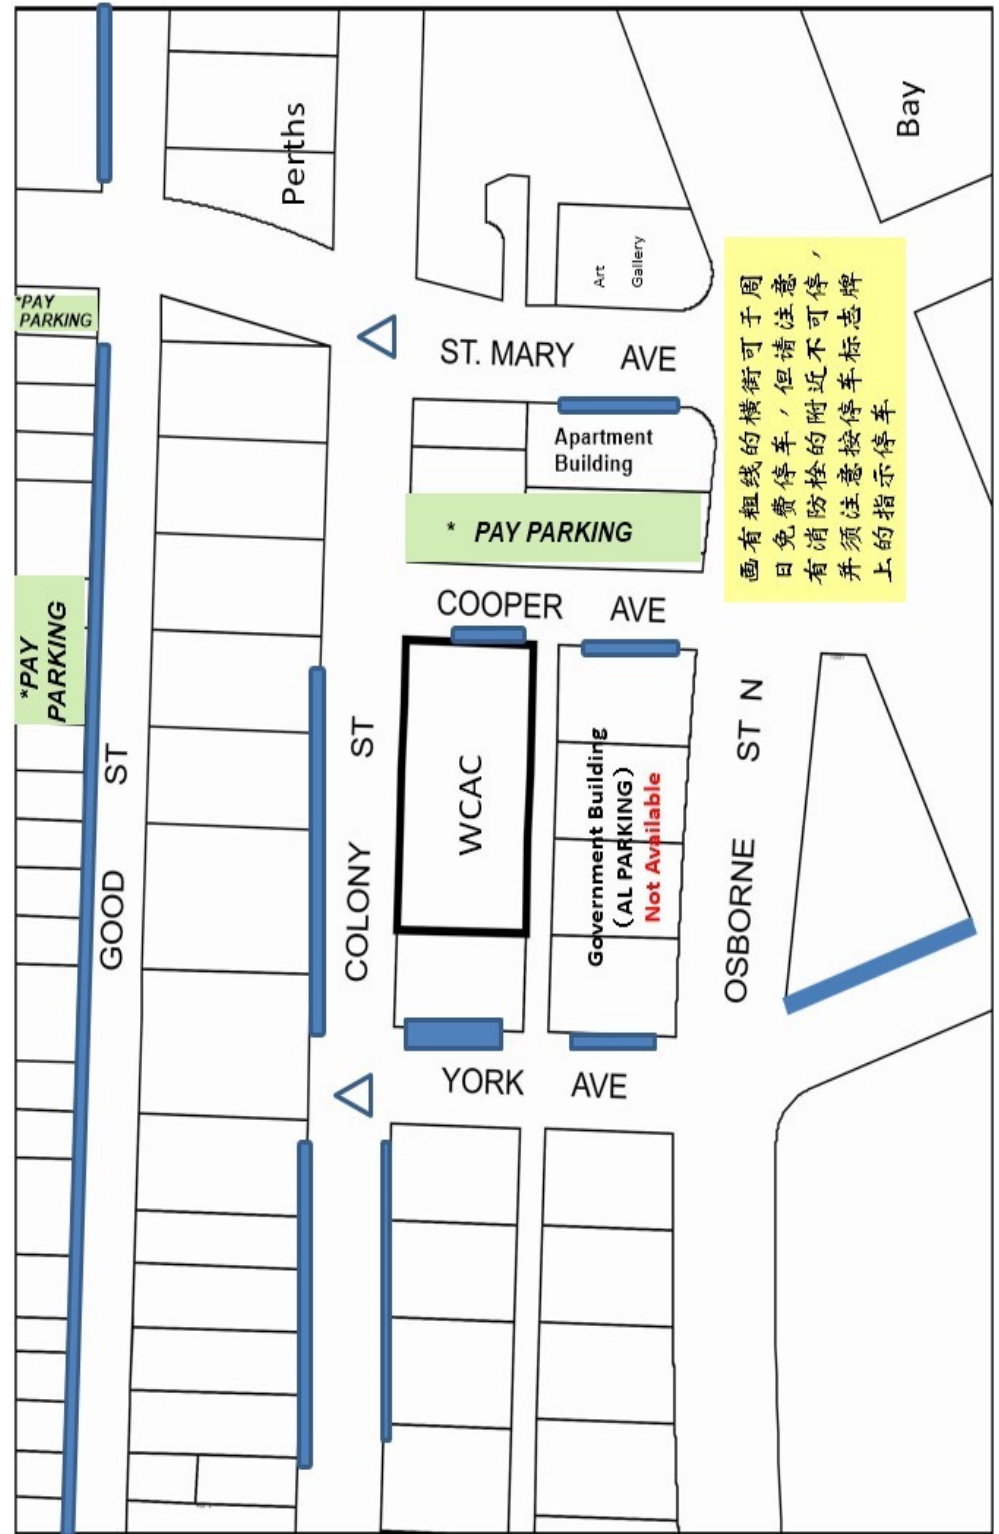 Perths
Bay
Art
Gallery
*PAY
PARKING
ST. MARY AVE
画有粗线的横街可于周
日免费停车，但请注意
有消防栓的附近不可停，
并须注意按停车标志牌
上的指示停车
Apartment
Building
* PAY PARKING
COOPER AVE
*PAY
PARKING
GOOD ST
COLONY ST
WCAC
Government Building
(AL PARKING)
Not Available
OSBORNE ST N
YORK AVE